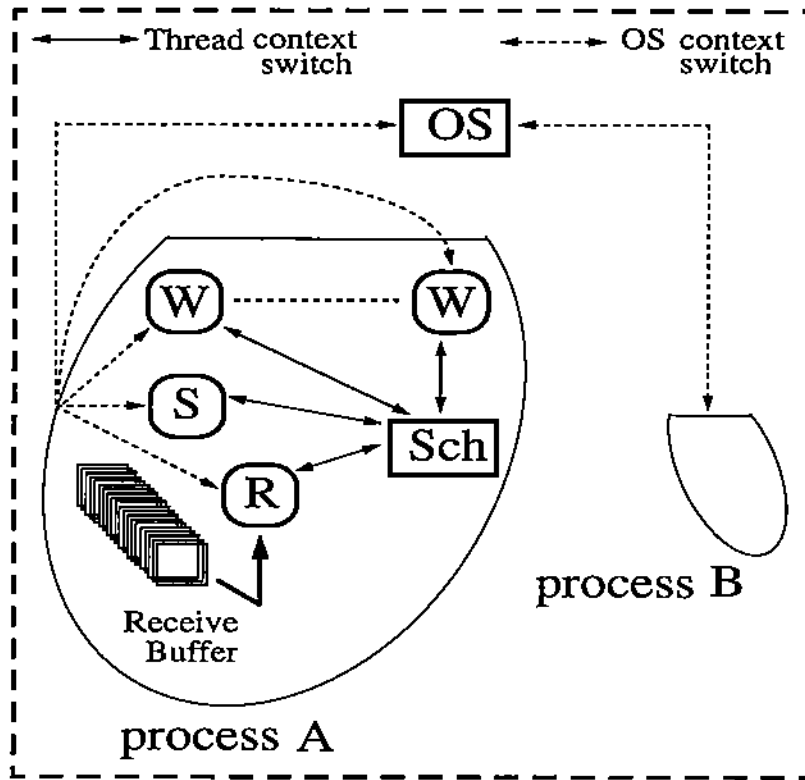 Thread context
switch
OS context
switch
OS
W
W
S
Sch
R
Receive
Buffer
process B
process A